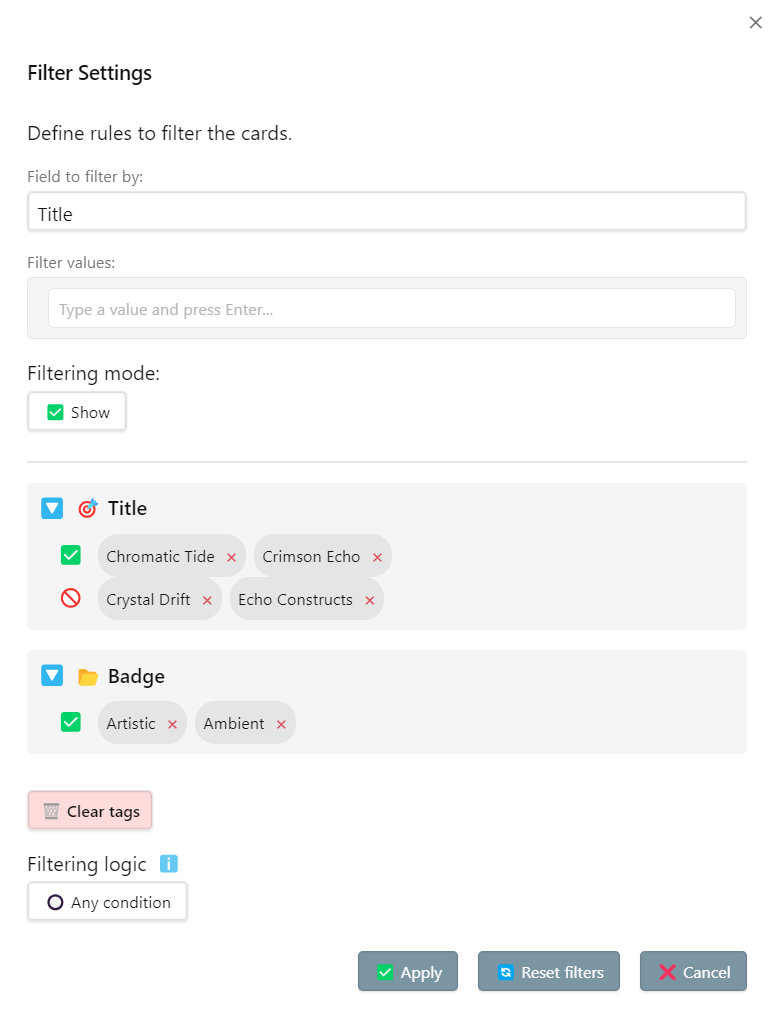 Filter Settings
Define rules to filter the cards.
Field to filter by:
Title
Filter values:
Type a value and press Enter...
Filtering mode:
Show
Title
Chromatic Tide × Crimson Echo ×
Crystal Drift × Echo Constructs ×
Badge
Artistic × Ambient ×
Clear tags
Filtering logic i
Any condition
Apply Reset filters Cancel